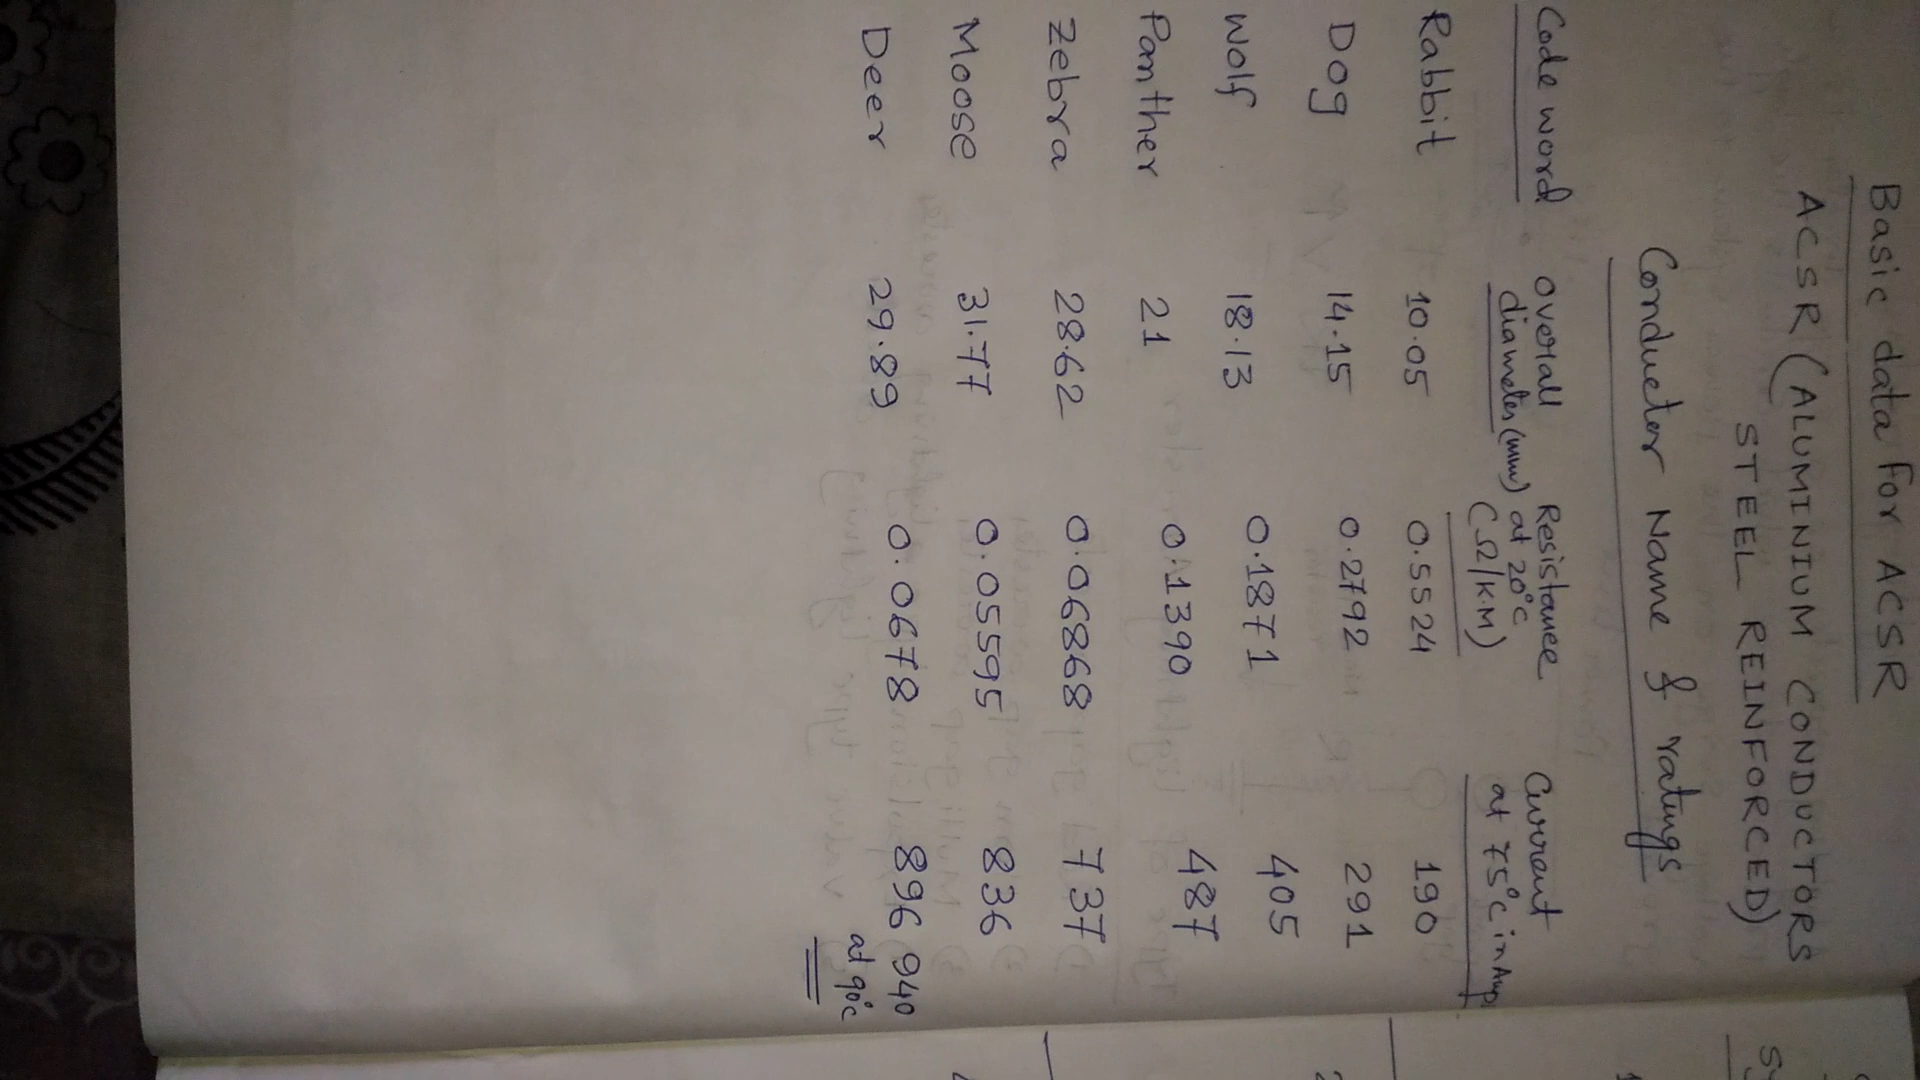 Basic data for ACSR
ACSR (ALUMINIUM CONDUCTORS
STEEL REINFORCED)
Conductor Name & ratings
Code word overall diameter (mm) Resistance at 20°C (Ω/K.M) Current at 75°C in Amp
Rabbit 10.05 0.5524 190
Dog 14.15 0.2792 291
Wolf 18.13 0.1871 405
Panther 21 0.1390 487
Zebra 28.62 0.06868 737
Moose 31.77 0.05595 836
Deer 29.89 0.0678 896 940
at 90°C